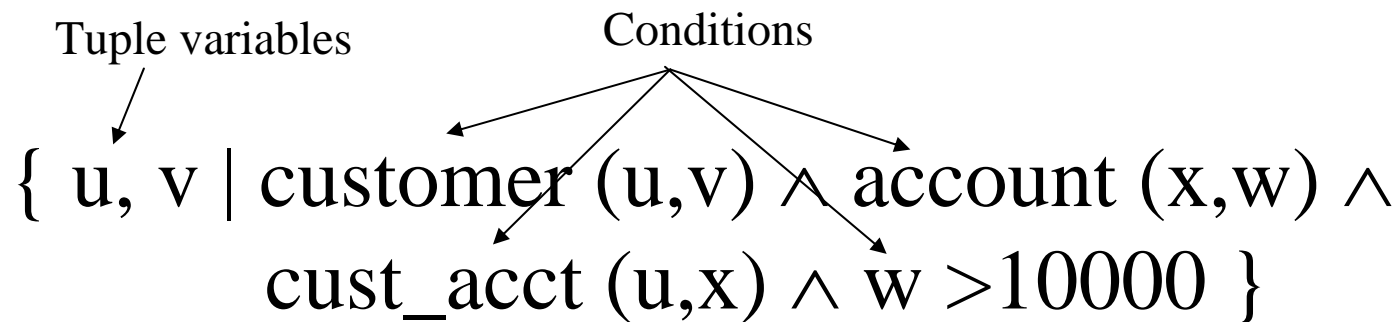 Tuple variables
Conditions
{ u, v | customer (u,v) ∧ account (x,w) ∧
cust_acct (u,x) ∧ w >10000 }